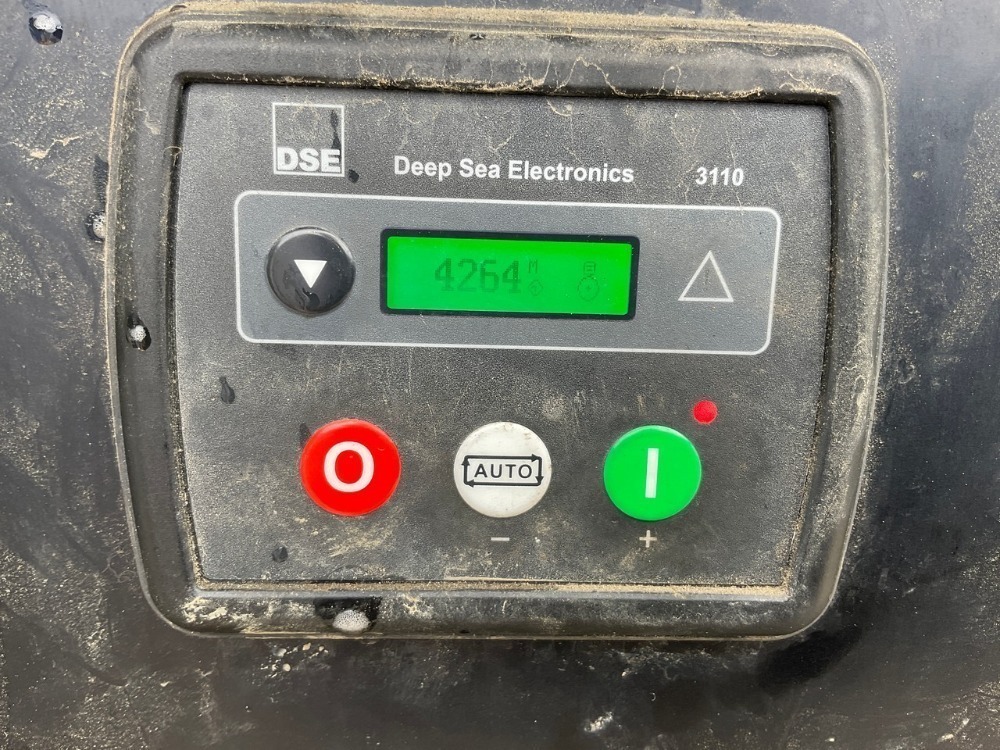 DSE
Deep Sea Electronics 3110
4264 H
O AUTO I
- +